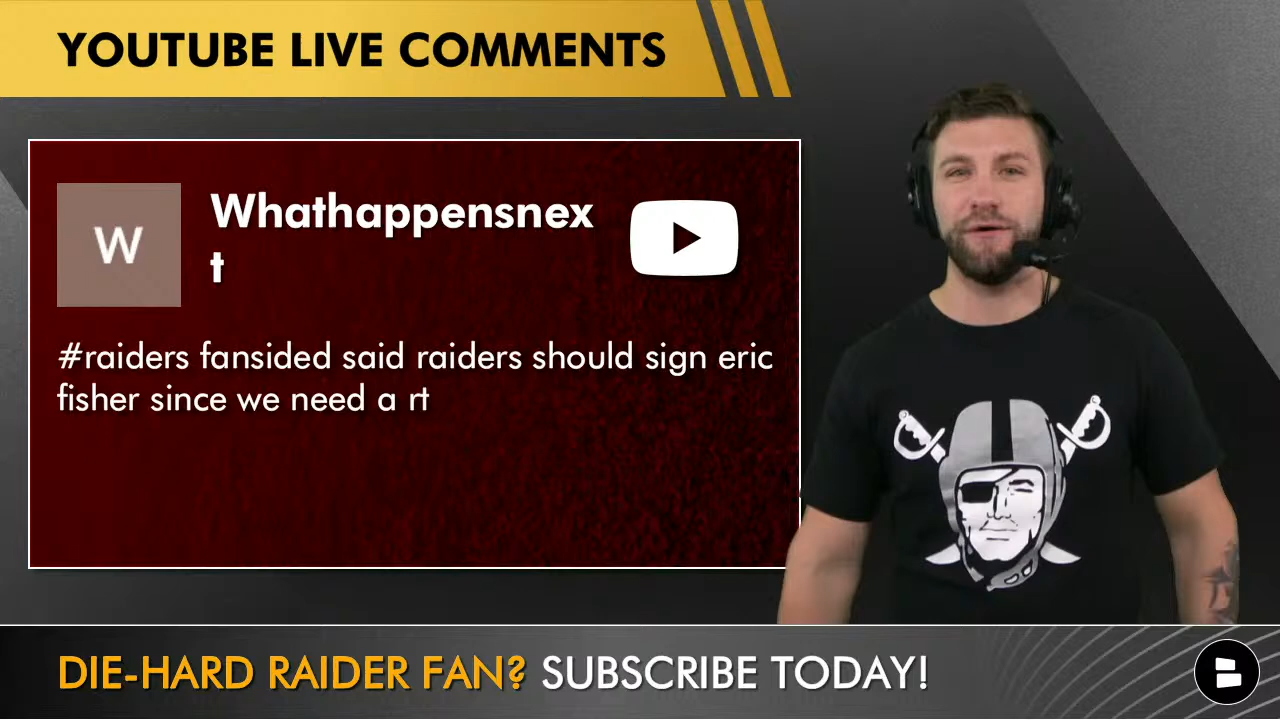 YOUTUBE LIVE COMMENTS
W
Whathappensnex
t
#raiders fansided said raiders should sign eric
fisher since we need a rt
DIE-HARD RAIDER FAN? SUBSCRIBE TODAY!